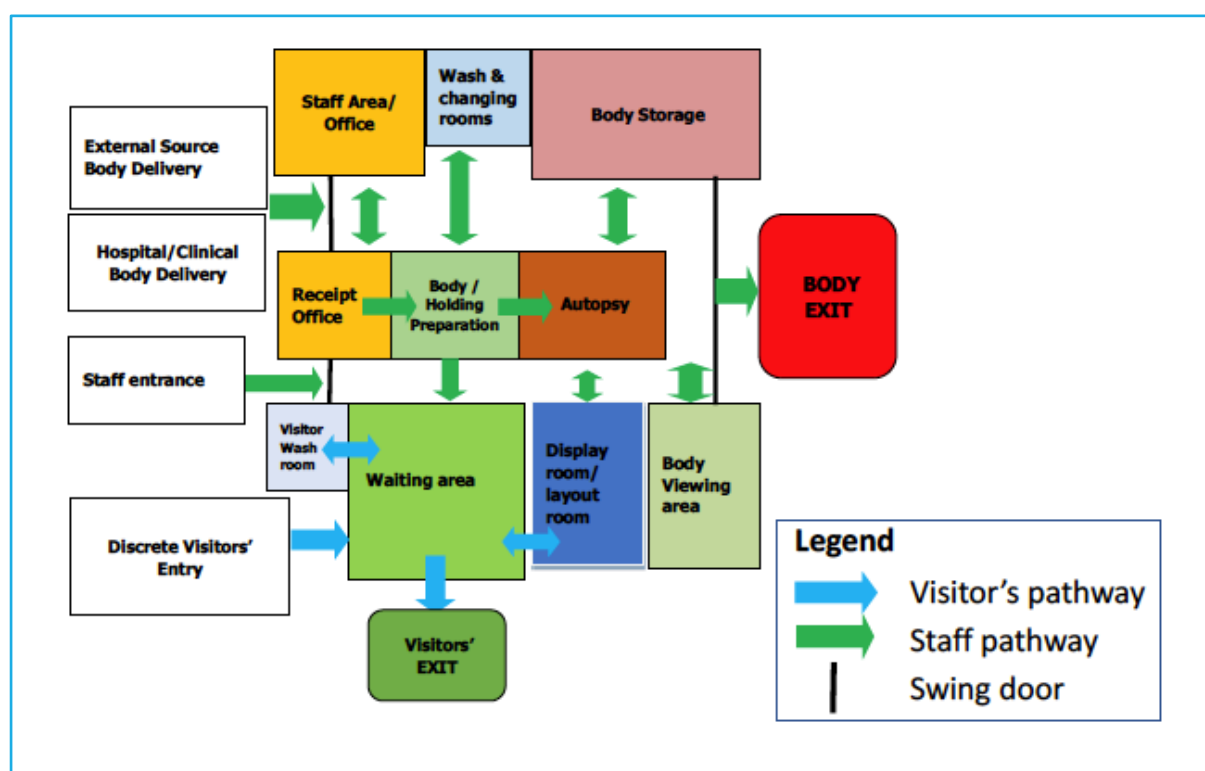 Staff Area/
Office
Wash &
changing
rooms
Body Storage
External Source
Body Delivery
Hospital/Clinical
Body Delivery
Receipt
Office
Body /
Holding
Preparation
Autopsy
BODY
EXIT
Staff entrance
Visitor
Wash
room
Waiting area
Display
room/
layout
room
Body
Viewing
area
Discrete Visitors’
Entry
Visitors’
EXIT
Legend
Visitor’s pathway
Staff pathway
Swing door